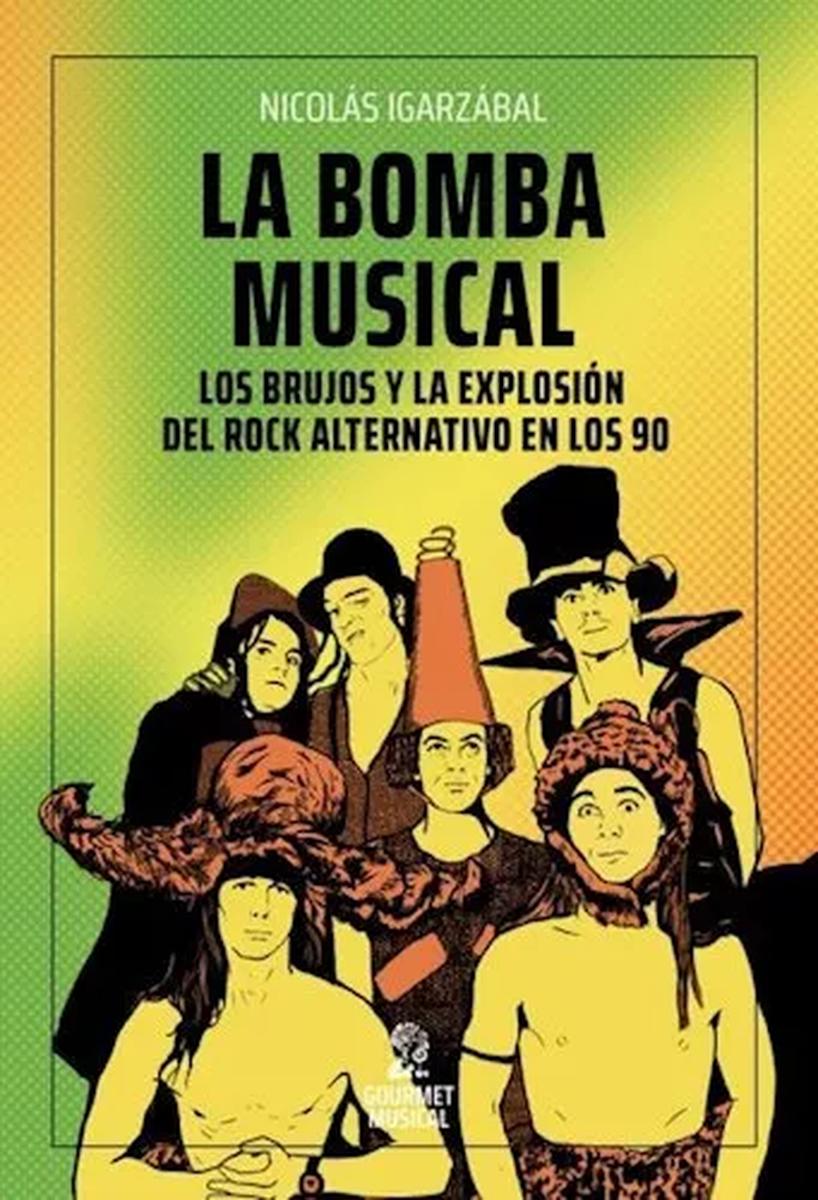 NICOLÁS IGARZÁBAL
LA BOMBA
MUSICAL
LOS BRUJOS Y LA EXPLOSIÓN
DEL ROCK ALTERNATIVO EN LOS 90
GOURMET
MUSICAL